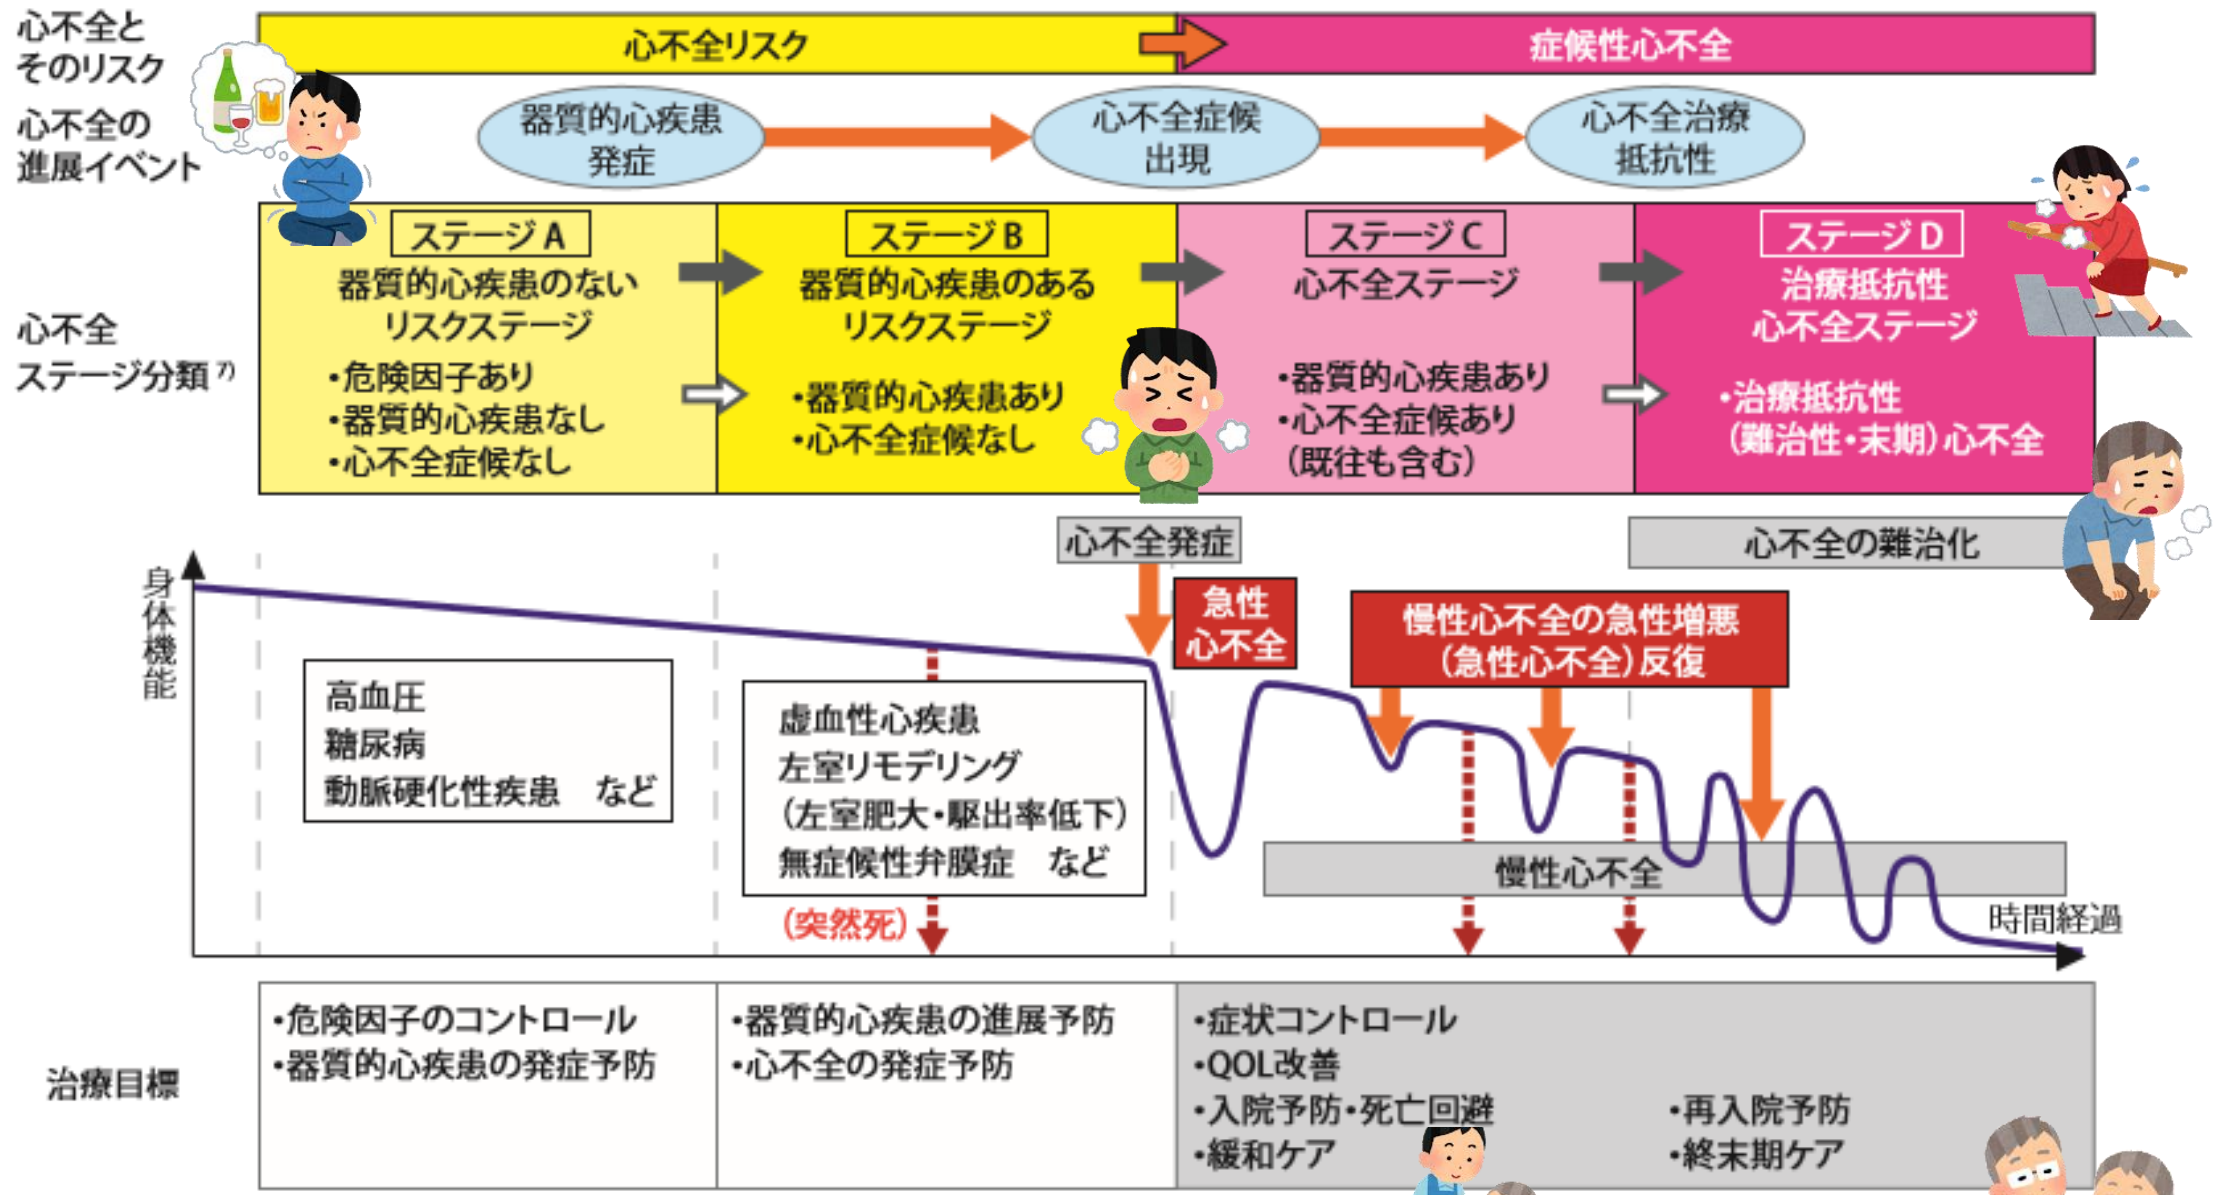 心不全と
そのリスク
心不全リスク
症候性心不全
心不全の
進展イベント
器質的心疾患
発症
心不全症候
出現
心不全治療
抵抗性
心不全
ステージ分類 7)
ステージ A
器質的心疾患のない
リスクステージ
・危険因子あり
・器質的心疾患なし
・心不全症候なし
ステージ B
器質的心疾患のある
リスクステージ
・器質的心疾患あり
・心不全症候なし
ステージ C
心不全ステージ
・器質的心疾患あり
・心不全症候あり
（既往も含む）
ステージ D
治療抵抗性
心不全ステージ
・治療抵抗性
（難治性・末期）心不全
心不全発症
心不全の難治化
身体機能
急性
心不全
慢性心不全の急性増悪
（急性心不全）反復
高血圧
糖尿病
動脈硬化性疾患　など
虚血性心疾患
左室リモデリング
（左室肥大・駆出率低下）
無症候性弁膜症　など
（突然死）
慢性心不全
時間経過
治療目標
・危険因子のコントロール
・器質的心疾患の発症予防
・器質的心疾患の進展予防
・心不全の発症予防
・症状コントロール
・QOL改善
・入院予防・死亡回避
・緩和ケア
・再入院予防
・終末期ケア